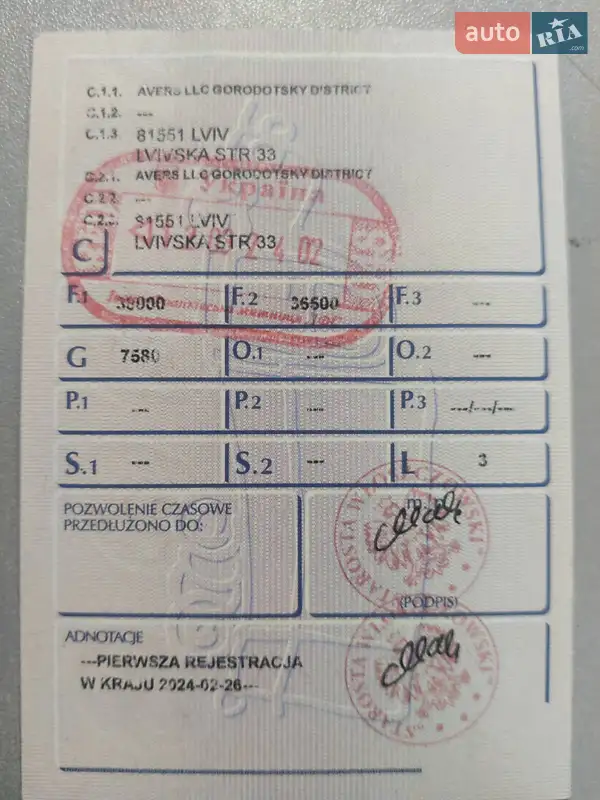 auto RIA .com
C.1.1. AVERS LLC GORODOTSKY DISTRICT
C.1.2. ---
C.1.3 81551 LVIV
LVIVSKA STR 33
C.2.1. AVERS LLC GORODOTSKY DISTRICT
C.2.2. ---
Україна
C.2.3. 81551 LVIV
C LVIVSKA STR 33
F.1 F.2 36500 F.3 ---
G 7580 O.1 --- O.2 ---
P.1 --- P.2 --- P.3 ---/--/---
S.1 --- S.2 --- L 3
POZWOLENIE CZASOWE
PRZEDŁUŻONO DO:
(PODPIS)
ADNOTACJE
---PIERWSZA REJESTRACJA
W KRAJU 2024-02-26---